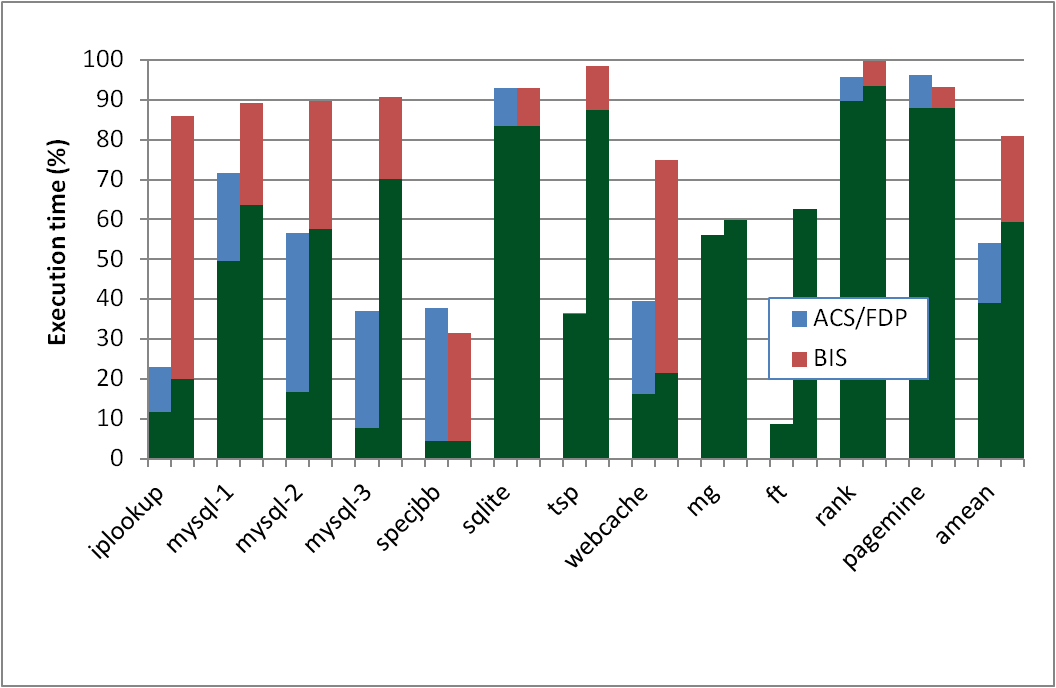 100
90
80
70
60
50
40
30
20
10
0
Execution time (%)
ACS/FDP
BIS
iplookup
mysql-1
mysql-2
mysql-3
specjbb
sqlite
tsp
webcache
mg
ft
rank
pagemine
amean